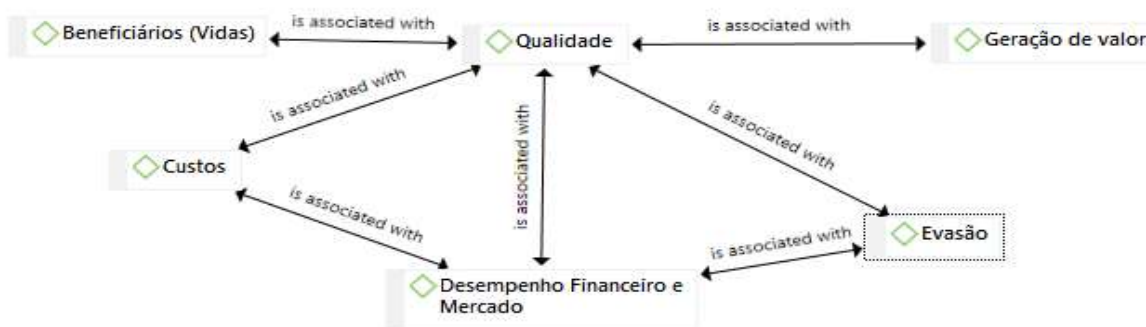 Beneficiários (Vidas)
is associated with
Qualidade
is associated with
Geração de valor
is associated with
is associated with
is associated with
Custos
is associated with
is associated with
Evasão
Desempenho Financeiro e
Mercado